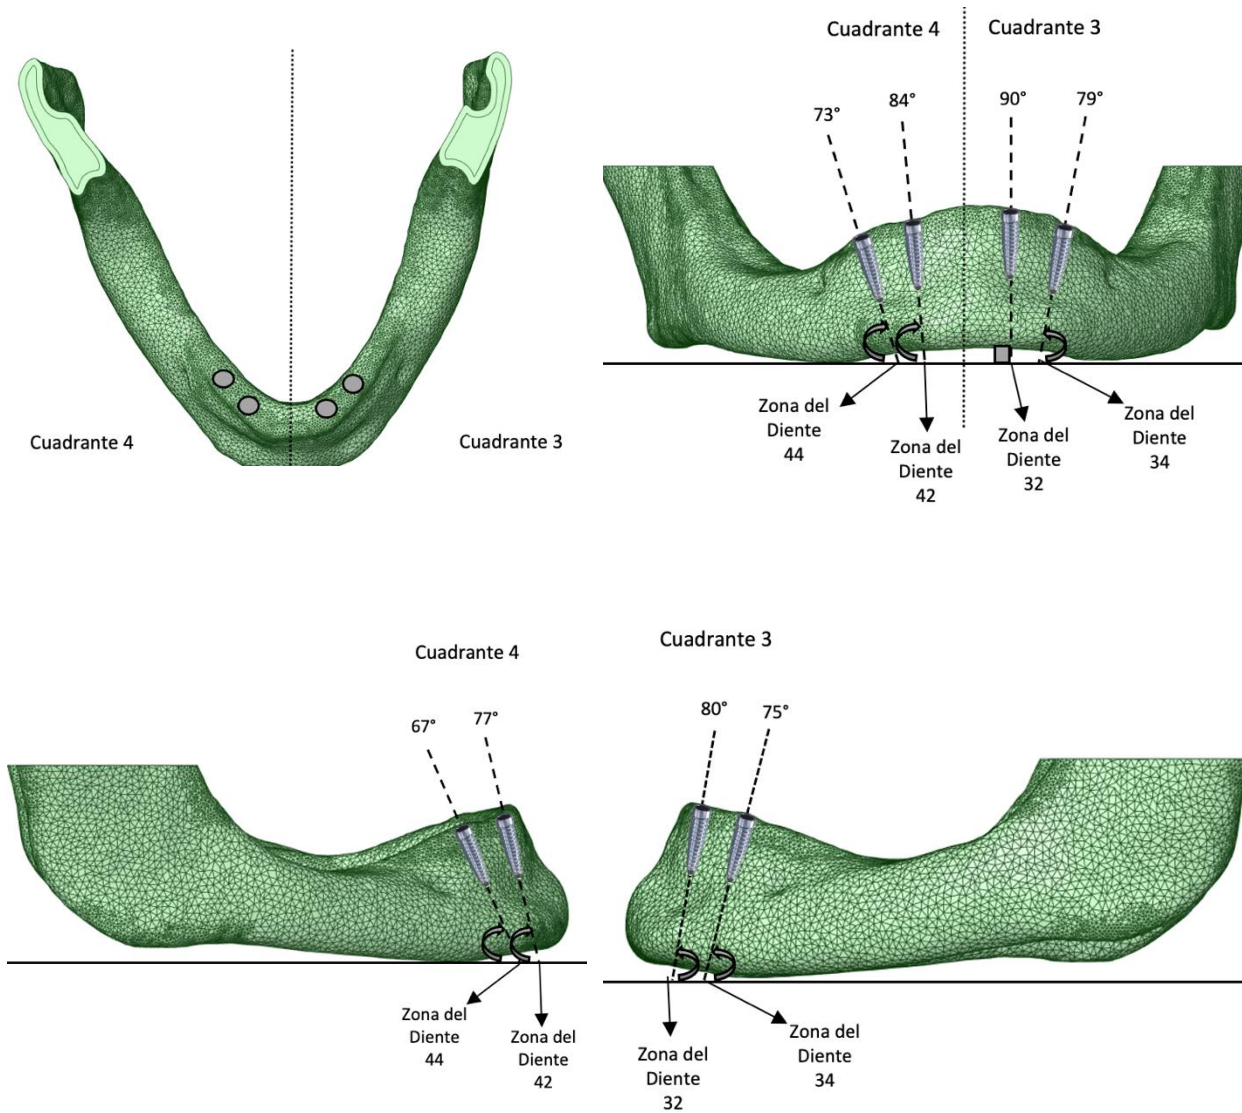 Cuadrante 4
Cuadrante 3
Cuadrante 4
Cuadrante 3
73°
84°
90°
79°
Zona del
Diente
44
Zona del
Diente
42
Zona del
Diente
32
Zona del
Diente
34
Cuadrante 4
67°
77°
Zona del
Diente
44
Zona del
Diente
42
Cuadrante 3
80°
75°
Zona del
Diente
32
Zona del
Diente
34